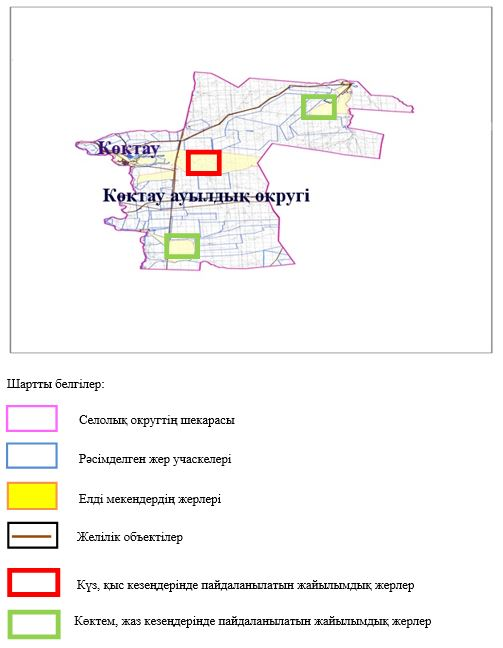 Көктау
Көктау ауылдық округі
Шартты белгілер:
Селолық округтің шекарасы
Рәсімделген жер учаскелері
Елді мекендердің жерлері
Желілік объектілер
Күз, қыс кезеңдерінде пайдаланылатын жайылымдық жерлер
Көктем, жаз кезеңдерінде пайдаланылатын жайылымдық жерлер